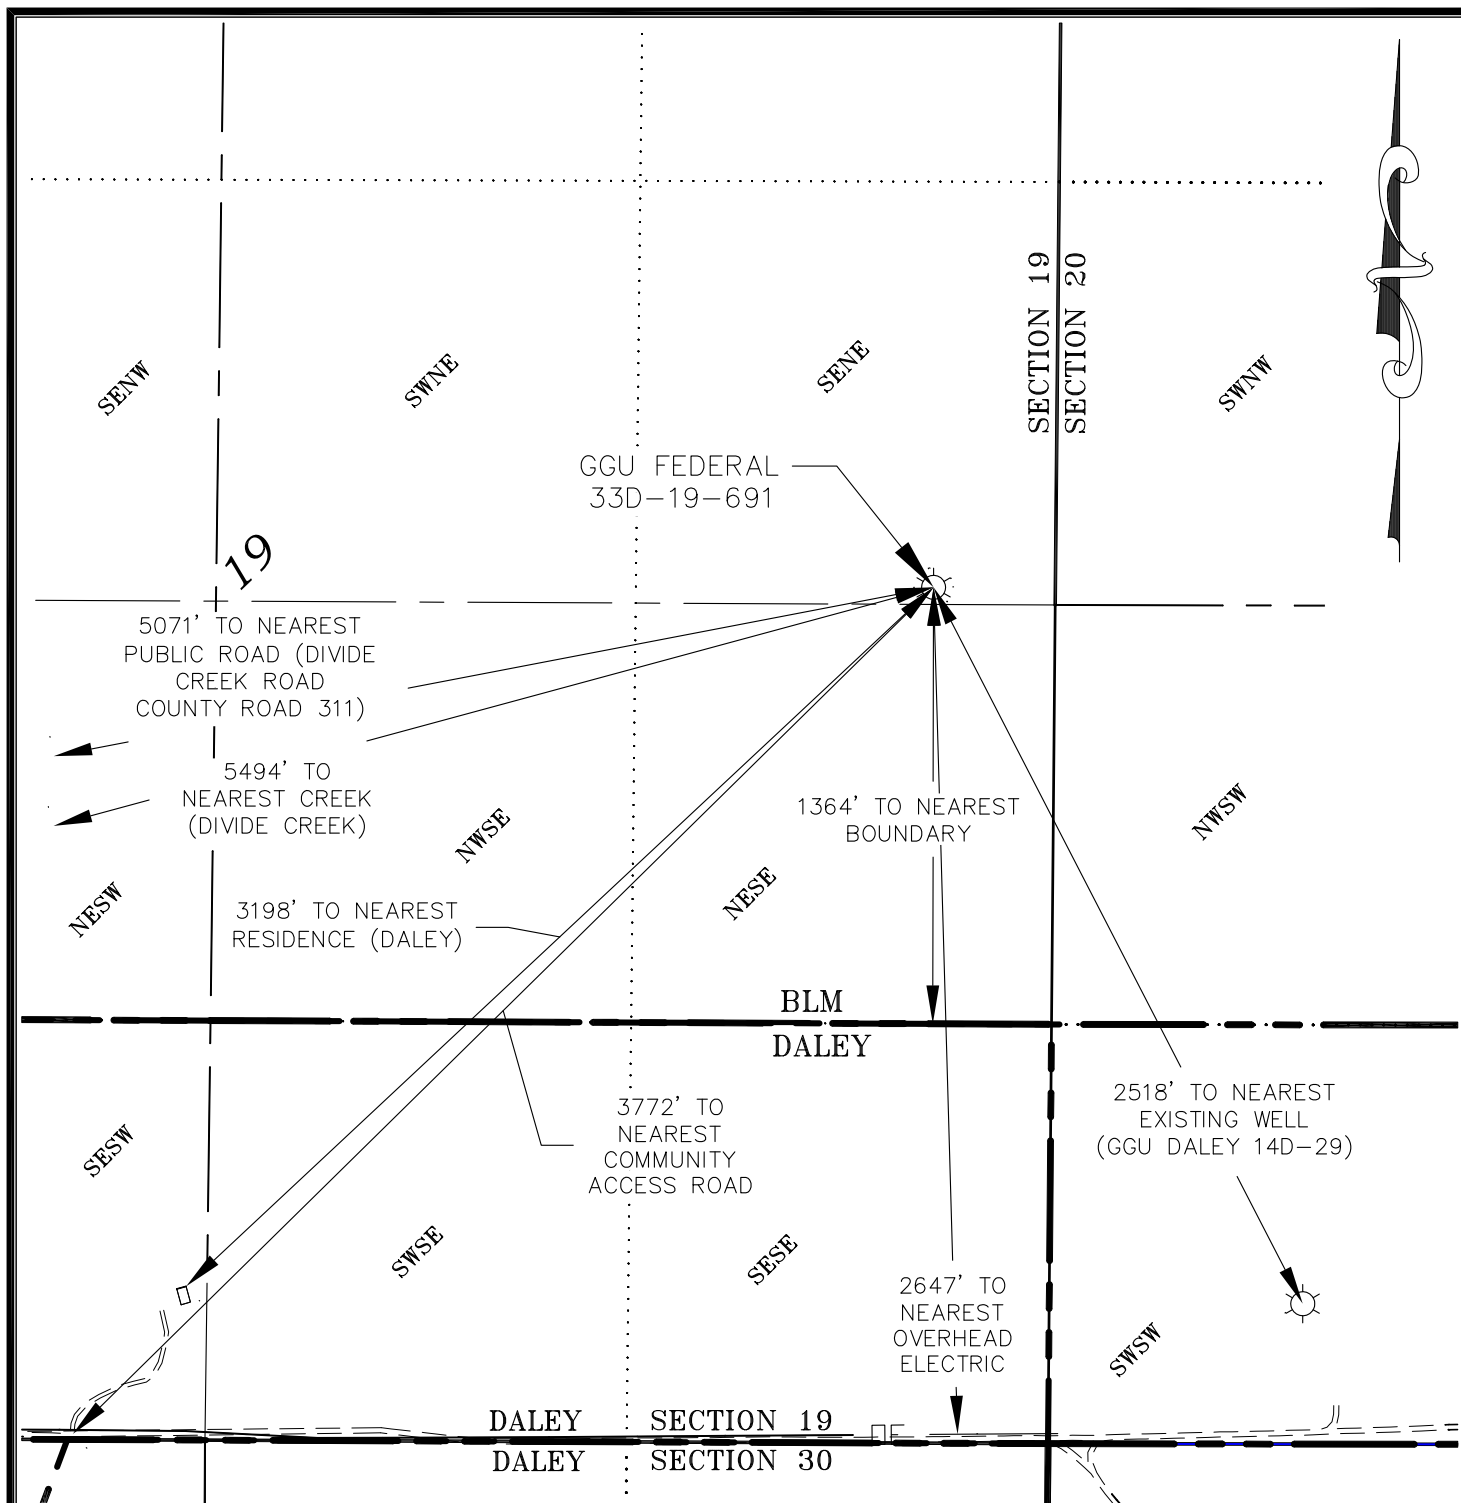 SECTION 19
SECTION 20
SENW
SWNE
SENE
SWNW
GGU FEDERAL
33D-19-691
19
5071' TO NEAREST
PUBLIC ROAD (DIVIDE
CREEK ROAD
COUNTY ROAD 311)
5494' TO
NEAREST CREEK
(DIVIDE CREEK)
1364' TO NEAREST
BOUNDARY
NWSW
NWSE
NESE
NESW
3198' TO NEAREST
RESIDENCE (DALEY)
BLM
DALEY
2518' TO NEAREST
EXISTING WELL
(GGU DALEY 14D-29)
3772' TO
NEAREST
COMMUNITY
ACCESS ROAD
SESW
SWSE
SESE
2647' TO
NEAREST
OVERHEAD
ELECTRIC
SWSW
DALEY SECTION 19
DALEY SECTION 30